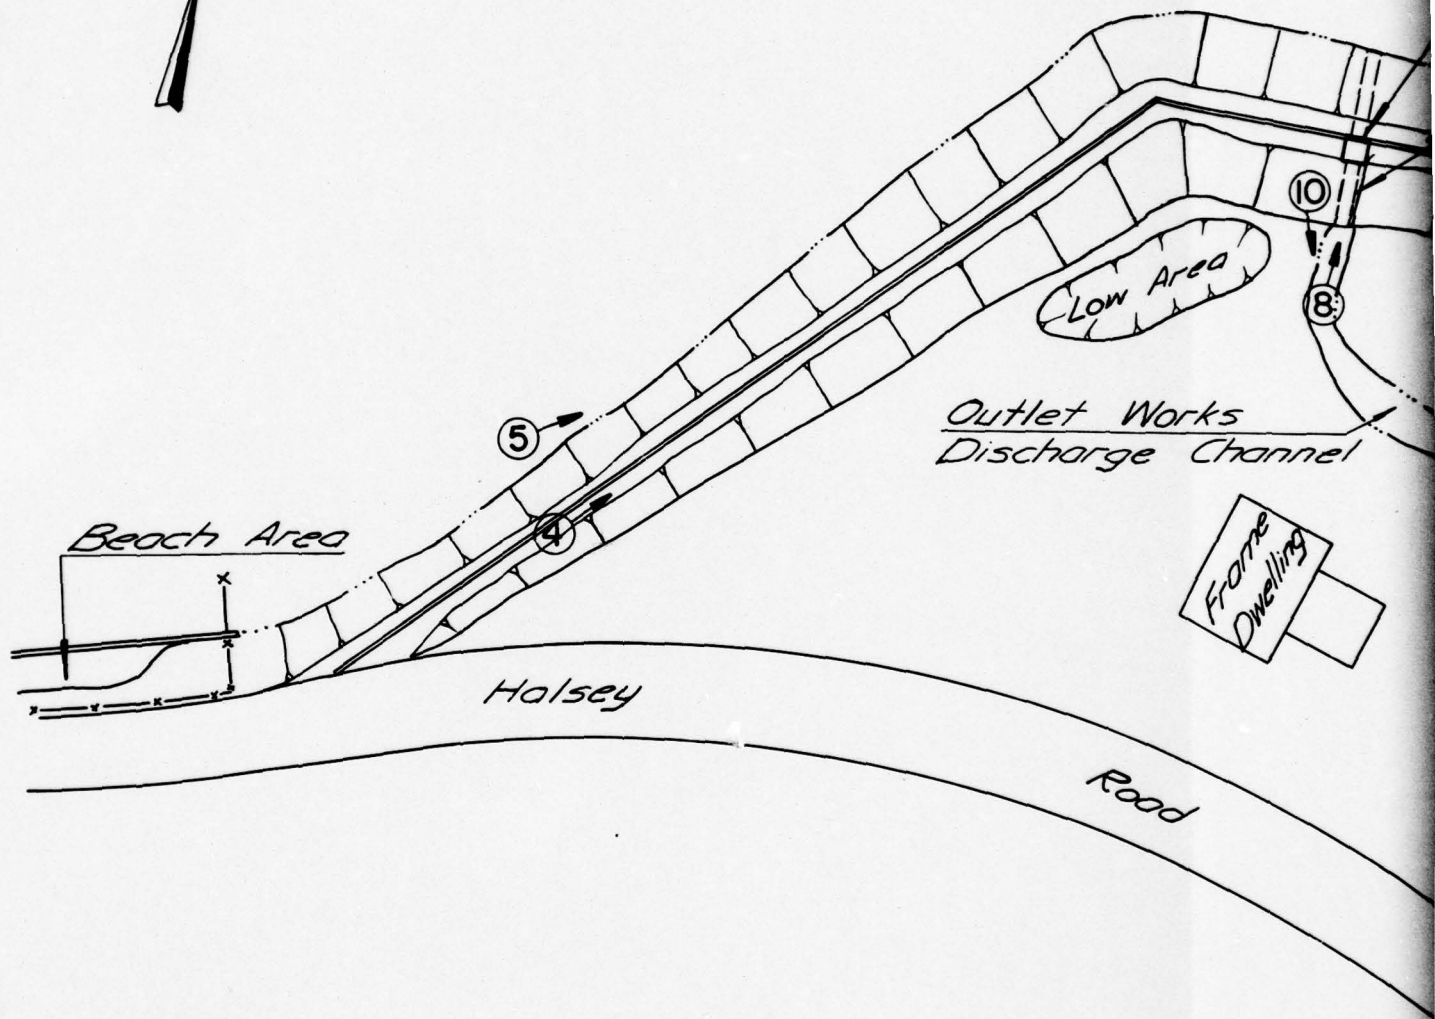 10
Low Area
8
Outlet Works
Discharge Channel
5
4
Beach Area
Frame
Dwelling
Halsey
Road